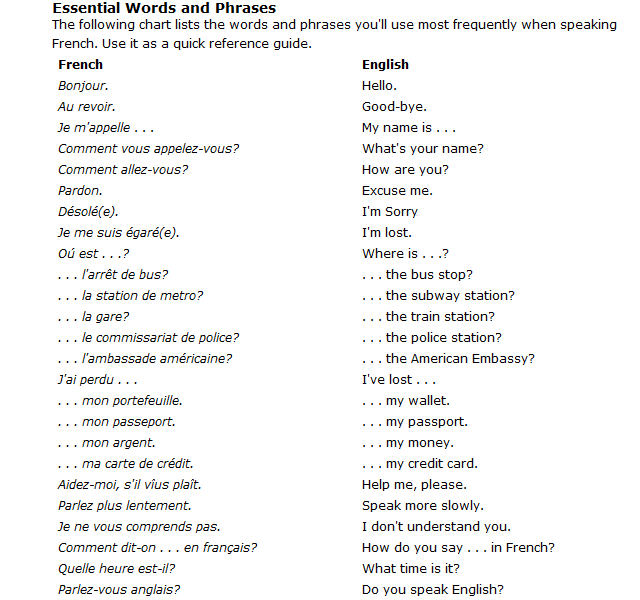 Essential Words and Phrases
The following chart lists the words and phrases you'll use most frequently when speaking
French. Use it as a quick reference guide.
French English
Bonjour. Hello.
Au revoir. Good-bye.
Je m'appelle . . . My name is . . .
Comment vous appelez-vous? What's your name?
Comment allez-vous? How are you?
Pardon. Excuse me.
Désolé(e). I'm Sorry
Je me suis égaré(e). I'm lost.
Oú est . . .? Where is . . .?
. . . l'arrêt de bus? . . . the bus stop?
. . . la station de metro? . . . the subway station?
. . . la gare? . . . the train station?
. . . le commissariat de police? . . . the police station?
. . . l'ambassade américaine? . . . the American Embassy?
J'ai perdu . . . I've lost . . .
. . . mon portefeuille. . . . my wallet.
. . . mon passeport. . . . my passport.
. . . mon argent. . . . my money.
. . . ma carte de crédit. . . . my credit card.
Aidez-moi, s'il vîus plaît. Help me, please.
Parlez plus lentement. Speak more slowly.
Je ne vous comprends pas. I don't understand you.
Comment dit-on . . . en français? How do you say . . . in French?
Quelle heure est-il? What time is it?
Parlez-vous anglais? Do you speak English?